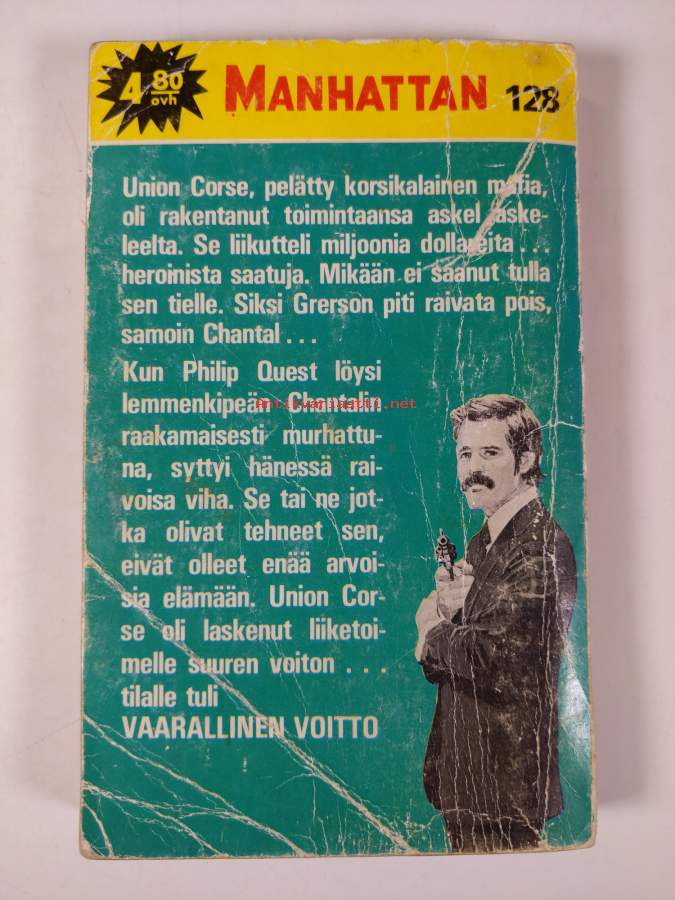 4 80
ovh
MANHATTAN 128
Union Corse, pelätty korsikalainen mafia,
oli rakentanut toimintaansa askel aske-
leelta. Se liikutteli miljoonia dollareita ...
heroinista saatuja. Mikään ei saanut tulla
sen tielle. Siksi Grerson piti raivata pois,
samoin Chantal ...
Kun Philip Quest löysi
lemmenkipeän
Antikvariaatti.net
raakamaisesti murhattu-
na, syttyi hänessä rai-
voisa viha. Se tai ne jot-
ka olivat tehneet sen,
eivät olleet enää arvoi-
sia elämään. Union Cor-
se oli laskenut liiketoi-
melle suuren voiton ...
tilalle tuli
VAARALLINEN VOITTO